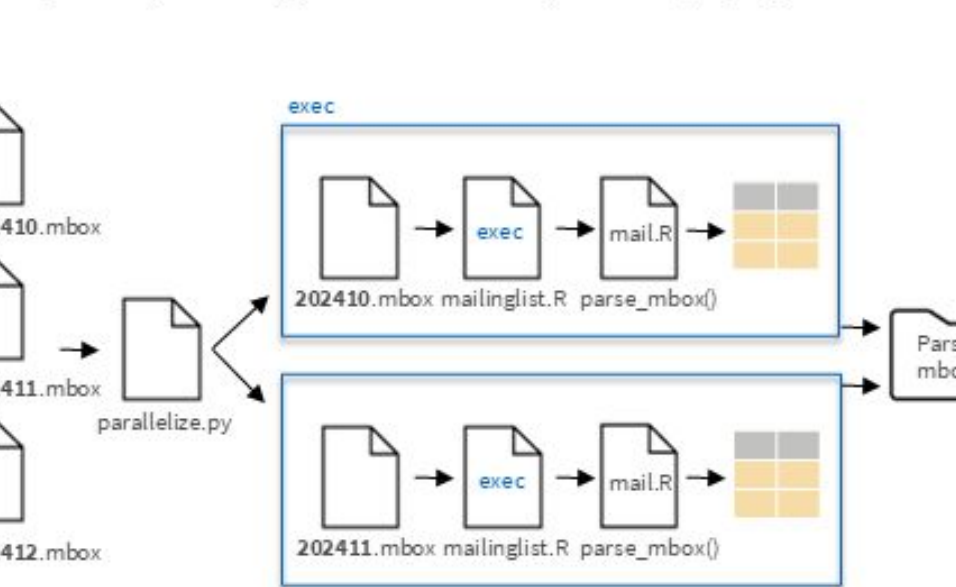 exec
410.mbox
exec
mail.R
202410.mbox mailinglist.R parse_mbox()
411.mbox
parallelize.py
Pars
mbo
exec
mail.R
202411.mbox mailinglist.R parse_mbox()
412.mbox